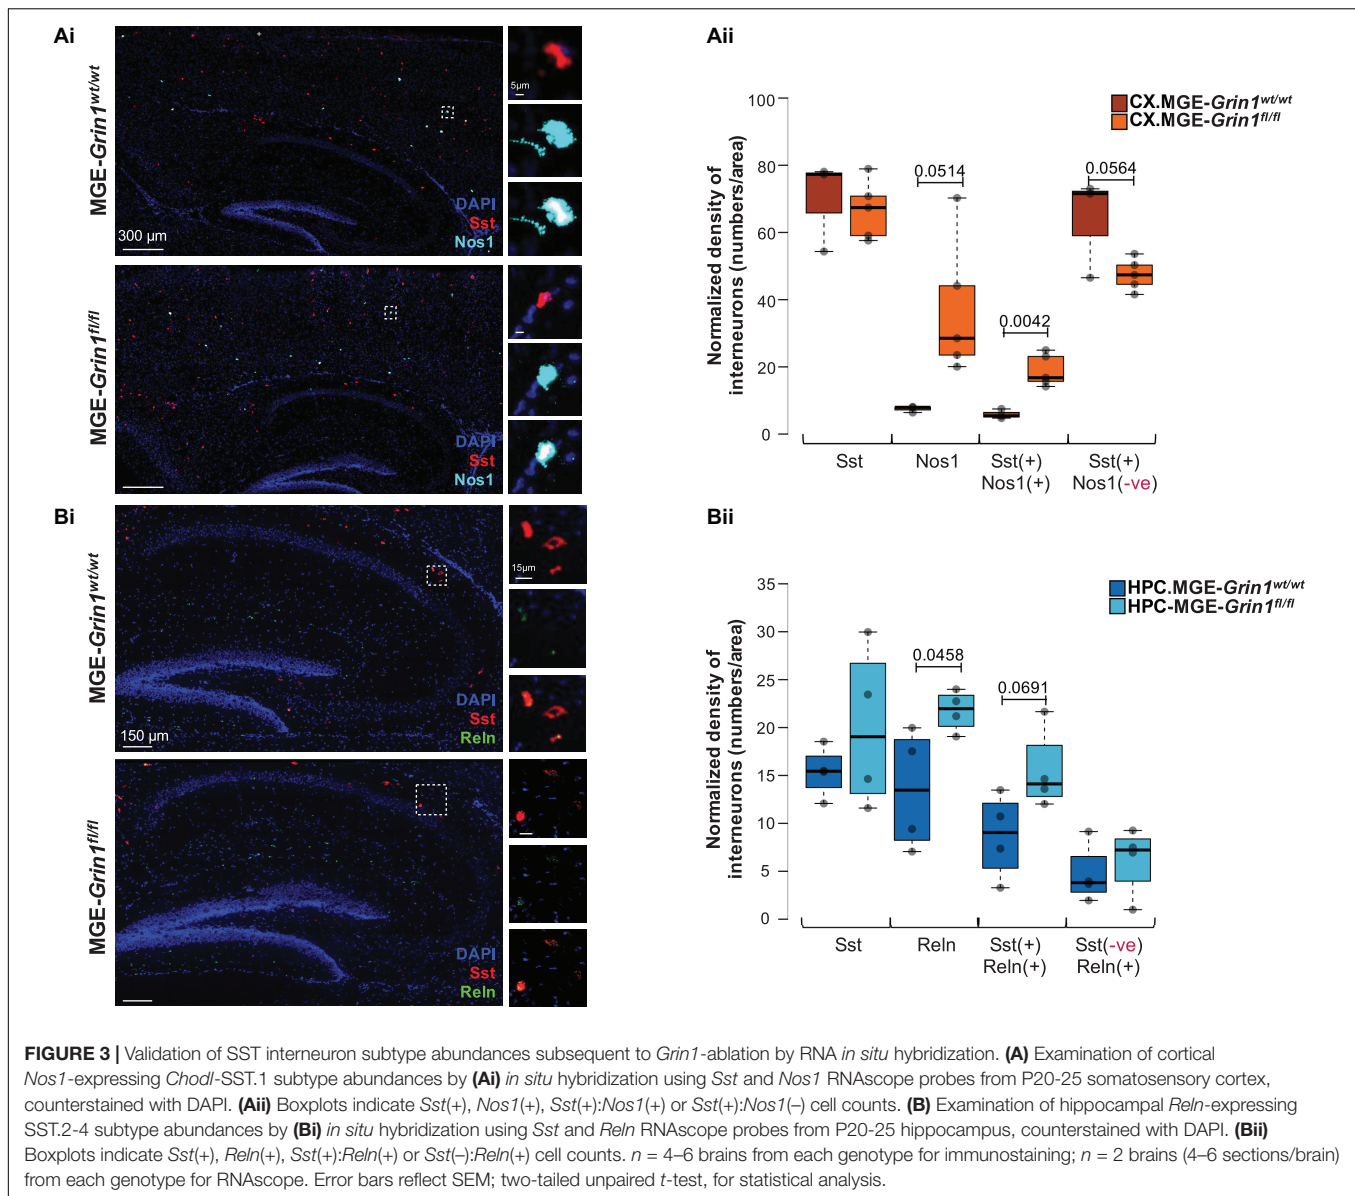 Ai
MGE-Grin1wt/wt
DAPI
Sst
Nos1
300 µm
5µm
MGE-Grin1fl/fl
DAPI
Sst
Nos1
Aii
CX.MGE-Grin1wt/wt
CX.MGE-Grin1fl/fl
Normalized density of
interneurons (numbers/area)
100
80
60
40
20
0
0.0514
0.0042
0.0564
Sst
Nos1
Sst(+)
Nos1(+)
Sst(+)
Nos1(-ve)
Bi
MGE-Grin1wt/wt
DAPI
Sst
Reln
150 µm
15µm
MGE-Grin1fl/fl
DAPI
Sst
Reln
Bii
HPC.MGE-Grin1wt/wt
HPC-MGE-Grin1fl/fl
Normalized density of
interneurons (numbers/area)
35
30
25
20
15
10
5
0
0.0458
0.0691
Sst
Reln
Sst(+)
Reln(+)
Sst(-ve)
Reln(+)
FIGURE 3 | Validation of SST interneuron subtype abundances subsequent to Grin1-ablation by RNA in situ hybridization. (A) Examination of cortical
Nos1-expressing Chodl-SST.1 subtype abundances by (Ai) in situ hybridization using Sst and Nos1 RNAscope probes from P20-25 somatosensory cortex,
counterstained with DAPI. (Aii) Boxplots indicate Sst(+), Nos1(+), Sst(+):Nos1(+) or Sst(+):Nos1(–) cell counts. (B) Examination of hippocampal Reln-expressing
SST.2-4 subtype abundances by (Bi) in situ hybridization using Sst and Reln RNAscope probes from P20-25 hippocampus, counterstained with DAPI. (Bii)
Boxplots indicate Sst(+), Reln(+), Sst(+):Reln(+) or Sst(–):Reln(+) cell counts. n = 4–6 brains from each genotype for immunostaining; n = 2 brains (4–6 sections/brain)
from each genotype for RNAscope. Error bars reflect SEM; two-tailed unpaired t-test, for statistical analysis.